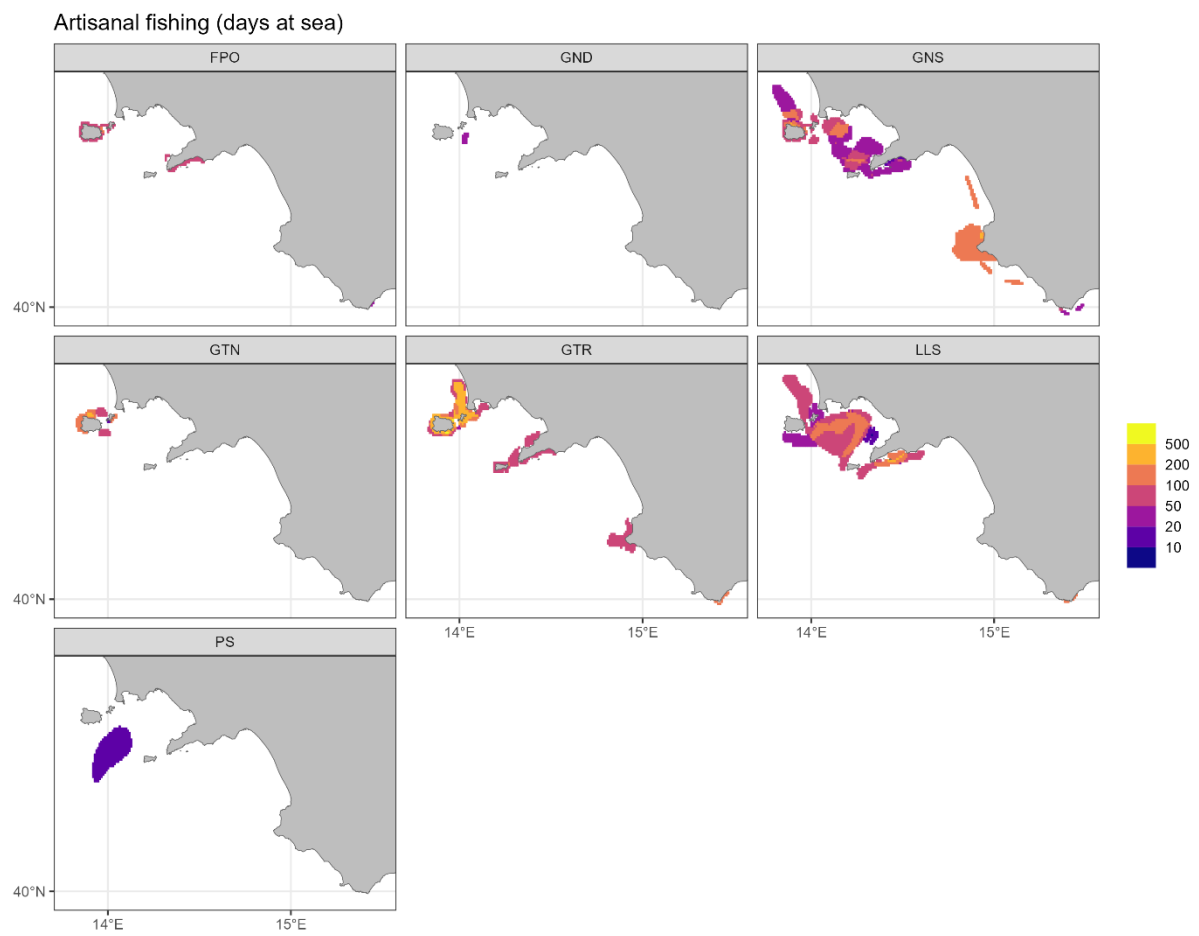 Artisanal fishing (days at sea)
FPO
GND
GNS
40°N
GTN
GTR
LLS
40°N
14°E
15°E
14°E
15°E
500
200
100
50
20
10
PS
40°N
14°E
15°E